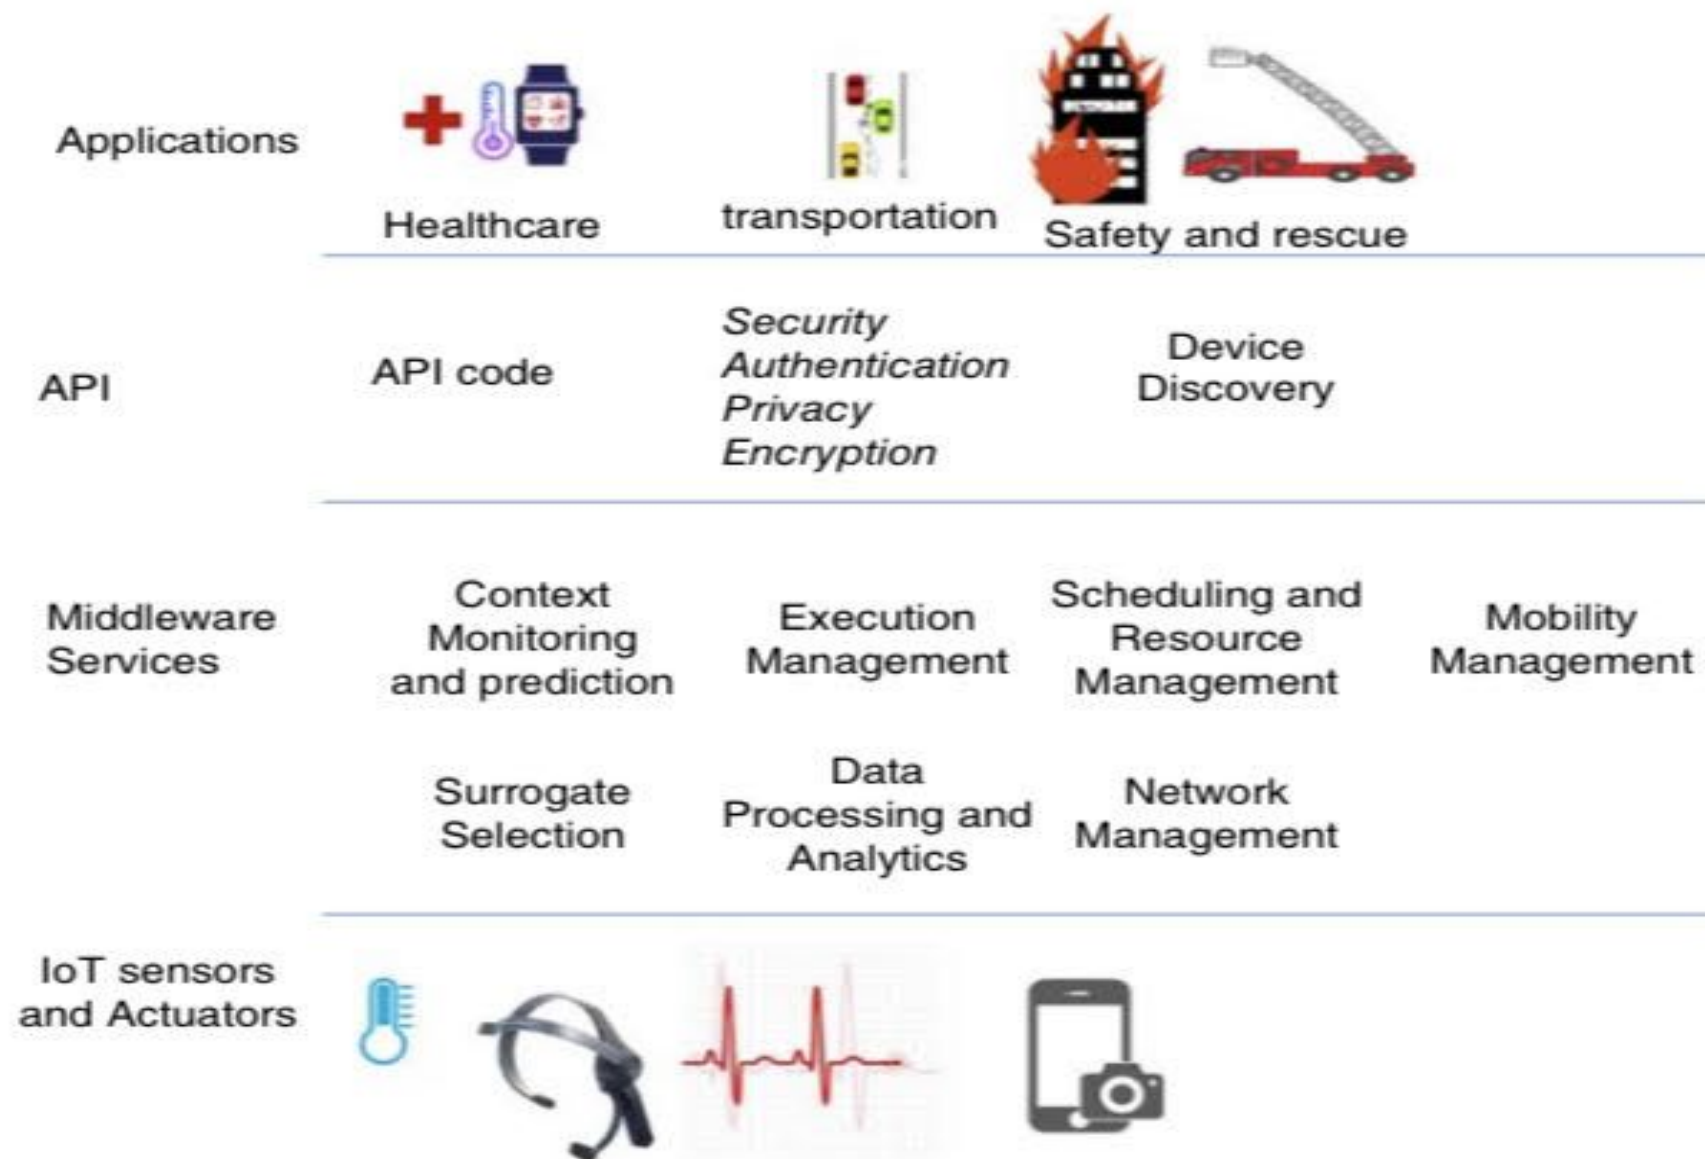 Applications
Healthcare
transportation
Safety and rescue
API
API code
Security
Authentication
Privacy
Encryption
Device
Discovery
Middleware
Services
Context
Monitoring
and prediction
Execution
Management
Scheduling and
Resource
Management
Mobility
Management
Surrogate
Selection
Data
Processing and
Analytics
Network
Management
IoT sensors
and Actuators